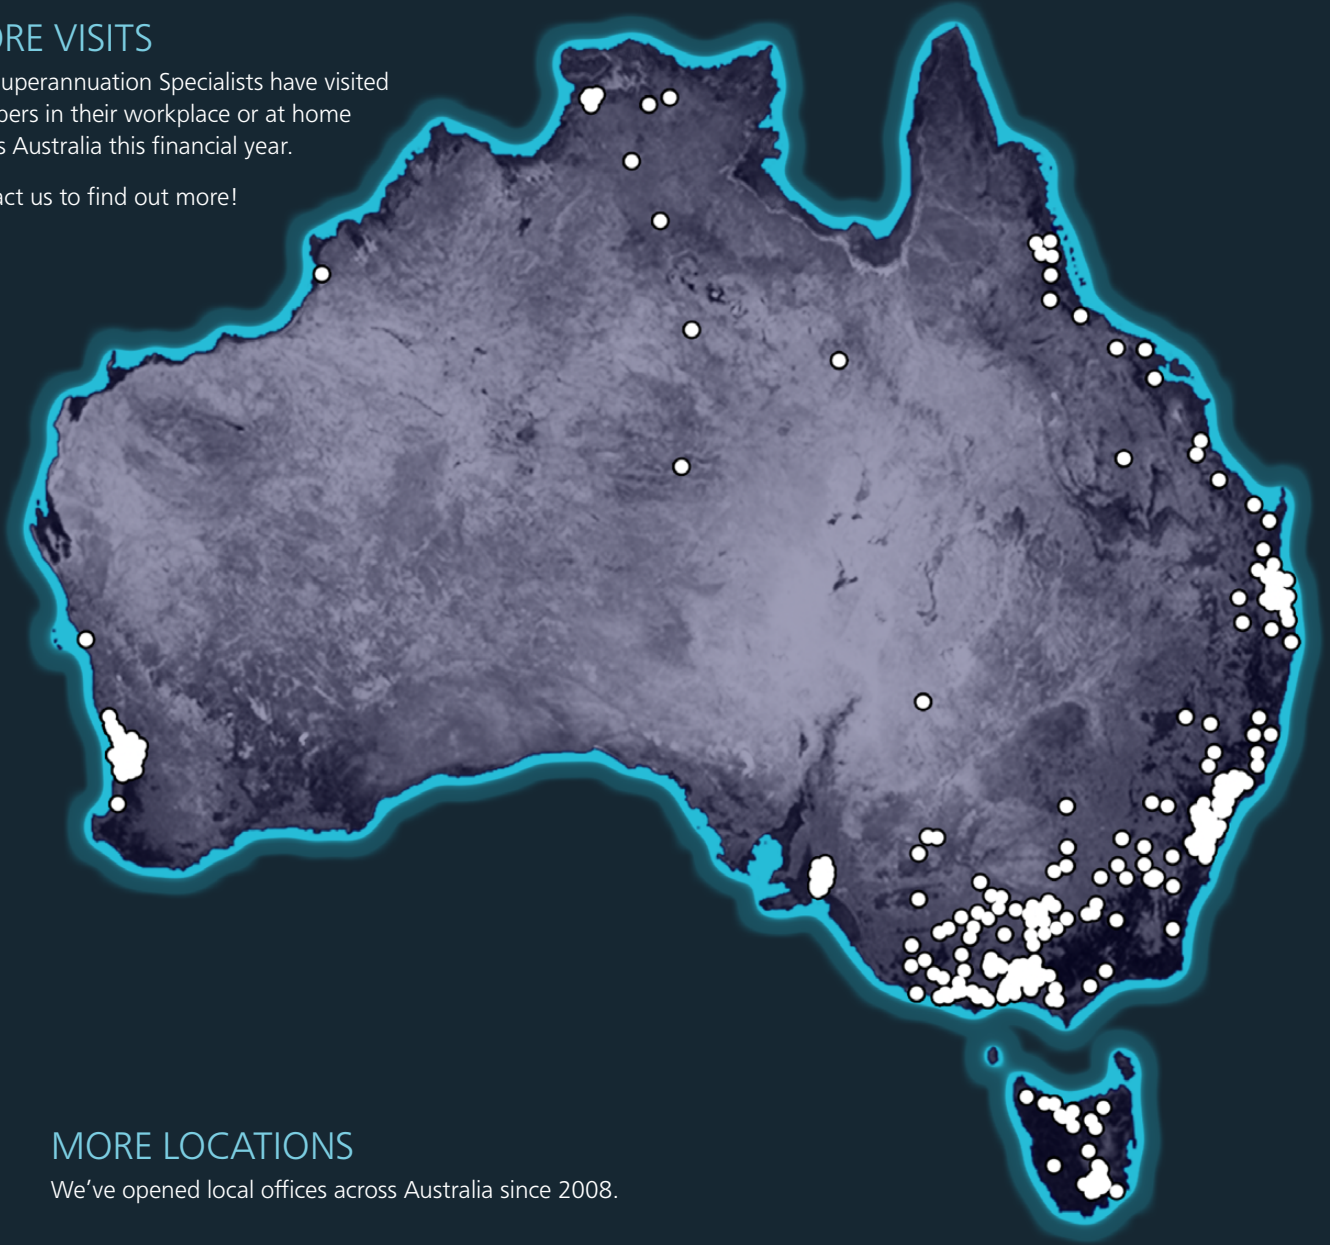 ORE VISITS
uperannuation Specialists have visited
bers in their workplace or at home
s Australia this financial year.
act us to find out more!
MORE LOCATIONS
We've opened local offices across Australia since 2008.